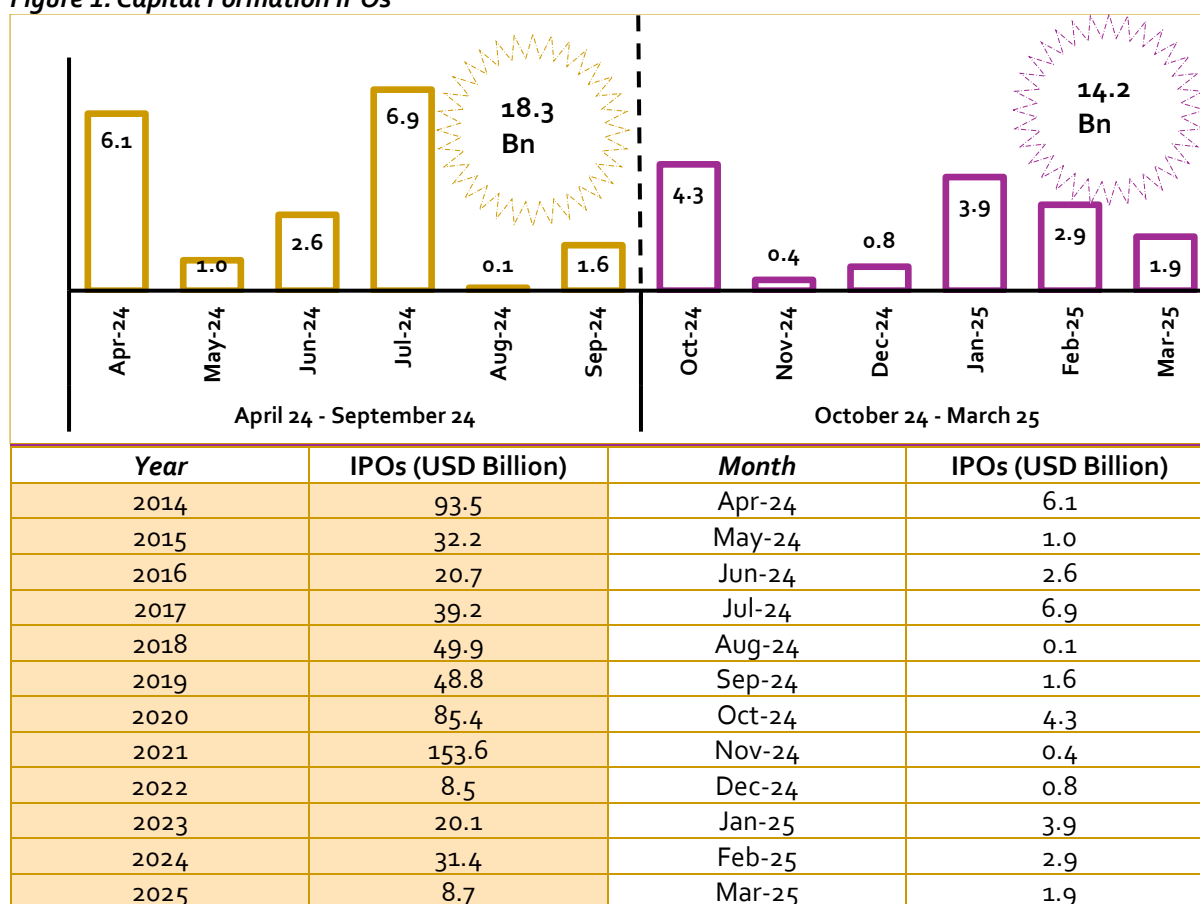 Figure 1: Capital Formation IPOs
18.3
Bn
14.2
Bn
6.1
1.0
2.6
6.9
0.1
1.6
4.3
0.4
0.8
3.9
2.9
1.9
Apr-24
May-24
Jun-24
Jul-24
Aug-24
Sep-24
Oct-24
Nov-24
Dec-24
Jan-25
Feb-25
Mar-25
April 24 - September 24
October 24 - March 25
Year IPOs (USD Billion) Month IPOs (USD Billion)
2014 93.5 Apr-24 6.1
2015 32.2 May-24 1.0
2016 20.7 Jun-24 2.6
2017 39.2 Jul-24 6.9
2018 49.9 Aug-24 0.1
2019 48.8 Sep-24 1.6
2020 85.4 Oct-24 4.3
2021 153.6 Nov-24 0.4
2022 8.5 Dec-24 0.8
2023 20.1 Jan-25 3.9
2024 31.4 Feb-25 2.9
2025 8.7 Mar-25 1.9